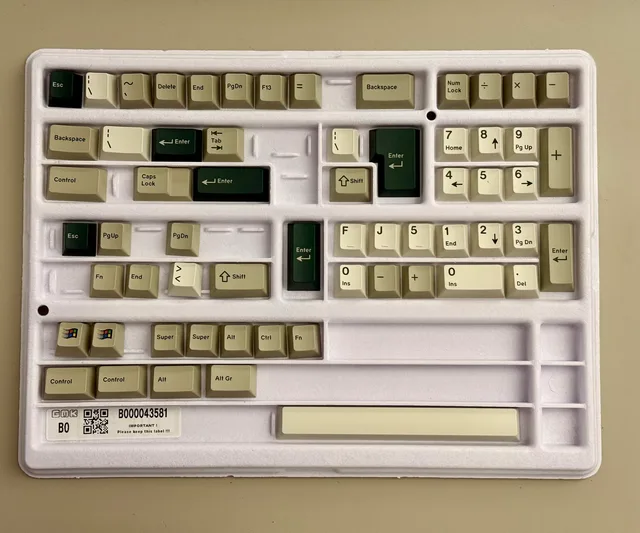 Esc | \ ~ ` Delete End PgDn F13 = Backspace Num Lock ÷ × −
Backspace | \ Enter Tab | \ Enter 7 Home 8 ↑ 9 Pg Up +
Control Caps Lock Enter Shift 4 ← 5 6 →
Esc PgUp PgDn Enter F J 5 1 End 2 ↓ 3 Pg Dn Enter
Fn End > < Shift 0 Ins − + 0 Ins . Del
Super Super Alt Ctrl Fn
Control Control Alt Alt Gr
GMK B000043581
B0 IMPORTANT !
Please keep this label !!!